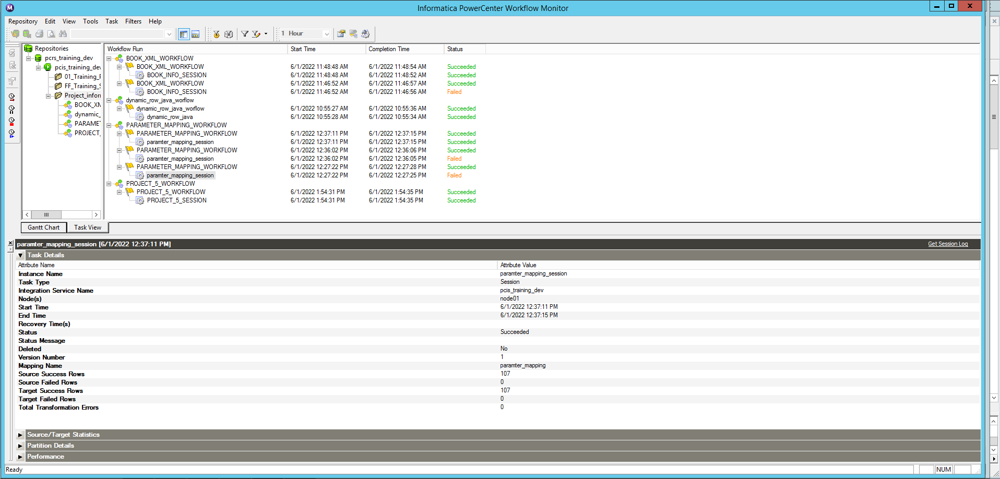 Informatica PowerCenter Workflow Monitor
Repository Edit View Tools Task Filters Help
1 Hour
Repositories
pcrs_training_dev
pcis_training_dev
01_Training_F
FF_Training_S
Project_infor
BOOK_XM
dynamic_
PARAMET
PROJECT_
Workflow Run Start Time Completion Time Status
BOOK_XML_WORKFLOW
BOOK_XML_WORKFLOW 6/1/2022 11:48:48 AM 6/1/2022 11:48:54 AM Succeeded
BOOK_INFO_SESSION 6/1/2022 11:48:48 AM 6/1/2022 11:48:52 AM Succeeded
BOOK_XML_WORKFLOW 6/1/2022 11:46:52 AM 6/1/2022 11:46:57 AM Succeeded
BOOK_INFO_SESSION 6/1/2022 11:46:52 AM 6/1/2022 11:46:56 AM Failed
dynamic_row_java_worflow
dynamic_row_java_worflow 6/1/2022 10:55:27 AM 6/1/2022 10:55:36 AM Succeeded
dynamic_row_java 6/1/2022 10:55:28 AM 6/1/2022 10:55:34 AM Succeeded
PARAMETER_MAPPING_WORKFLOW
PARAMETER_MAPPING_WORKFLOW 6/1/2022 12:37:11 PM 6/1/2022 12:37:15 PM Succeeded
paramter_mapping_session 6/1/2022 12:37:11 PM 6/1/2022 12:37:15 PM Succeeded
PARAMETER_MAPPING_WORKFLOW 6/1/2022 12:36:02 PM 6/1/2022 12:36:06 PM Succeeded
paramter_mapping_session 6/1/2022 12:36:02 PM 6/1/2022 12:36:05 PM Failed
PARAMETER_MAPPING_WORKFLOW 6/1/2022 12:27:22 PM 6/1/2022 12:27:28 PM Succeeded
paramter_mapping_session 6/1/2022 12:27:22 PM 6/1/2022 12:27:25 PM Failed
PROJECT_5_WORKFLOW
PROJECT_5_WORKFLOW 6/1/2022 1:54:31 PM 6/1/2022 1:54:35 PM Succeeded
PROJECT_5_SESSION 6/1/2022 1:54:31 PM 6/1/2022 1:54:35 PM Succeeded
Gantt Chart Task View
paramter_mapping_session [6/1/2022 12:37:11 PM] Get Session Log
Task Details
Attribute Name Attribute Value
Instance Name paramter_mapping_session
Task Type Session
Integration Service Name pcis_training_dev
Node(s) node01
Start Time 6/1/2022 12:37:11 PM
End Time 6/1/2022 12:37:15 PM
Recovery Time(s)
Status Succeeded
Status Message
Deleted No
Version Number 1
Mapping Name paramter_mapping
Source Success Rows 107
Source Failed Rows 0
Target Success Rows 107
Target Failed Rows 0
Total Transformation Errors 0
Source/Target Statistics
Partition Details
Performance
Ready NUM